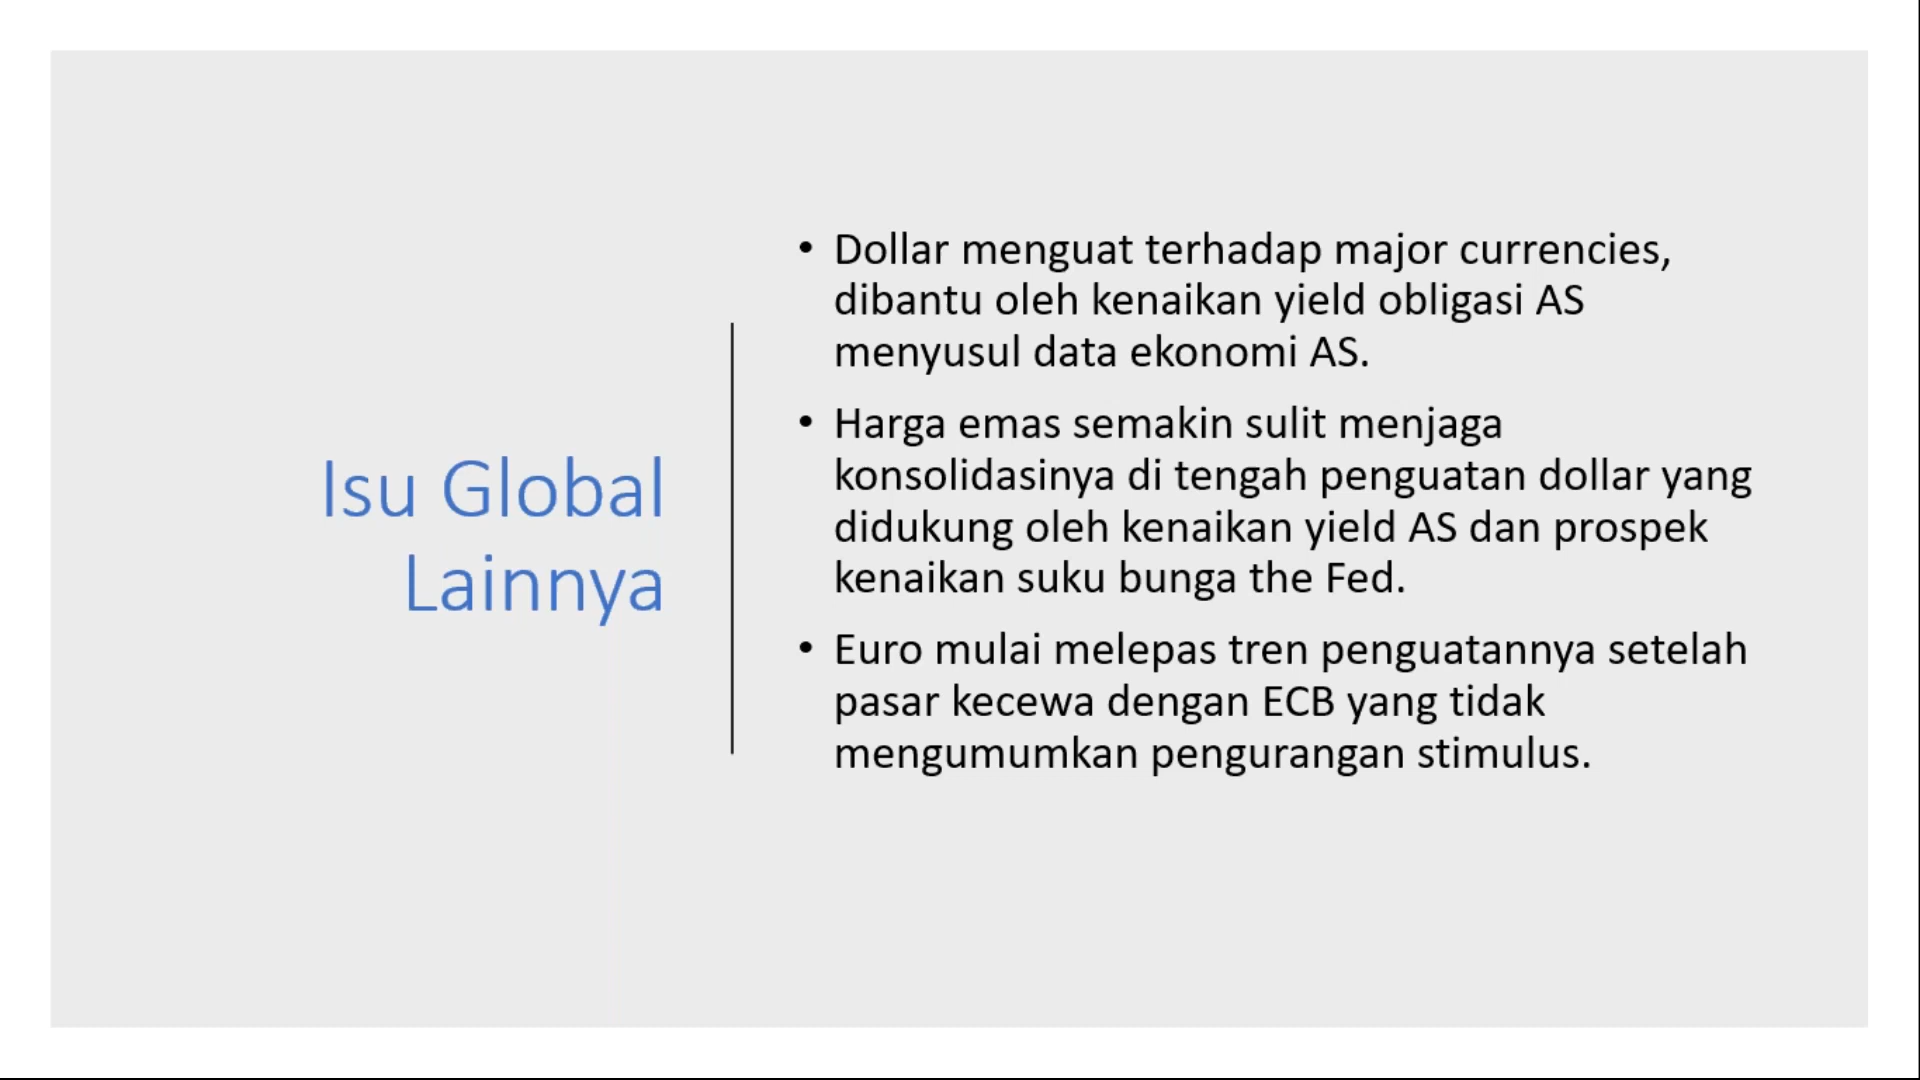 Isu Global
Lainnya
• Dollar menguat terhadap major currencies,
dibantu oleh kenaikan yield obligasi AS
menyusul data ekonomi AS.
• Harga emas semakin sulit menjaga
konsolidasinya di tengah penguatan dollar yang
didukung oleh kenaikan yield AS dan prospek
kenaikan suku bunga the Fed.
• Euro mulai melepas tren penguatannya setelah
pasar kecewa dengan ECB yang tidak
mengumumkan pengurangan stimulus.